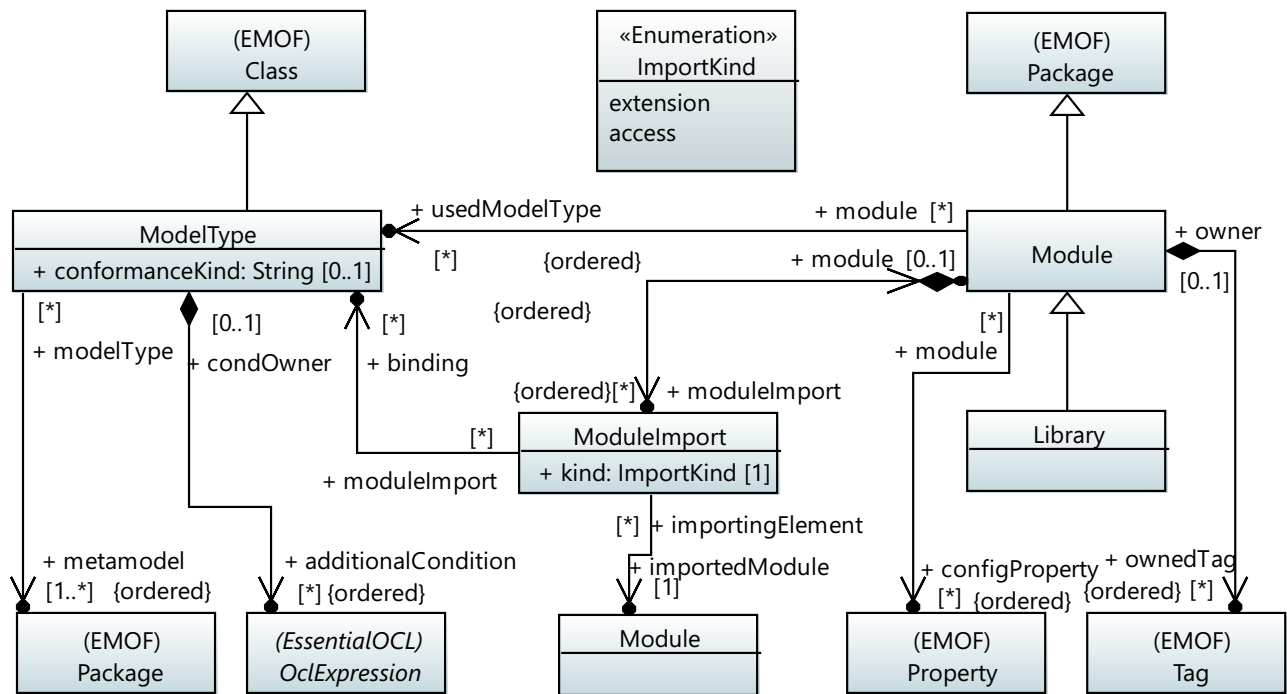 (EMOF)
Class
«Enumeration»
ImportKind
extension
access
(EMOF)
Package
ModelType
+ conformanceKind: String [0..1]
+ usedModelType
[*]
{ordered}
+ module [*]
+ module [0..1]
{ordered}
Module
+ owner
[0..1]
[*]
+ modelType
[0..1]
+ condOwner
[*]
+ binding
{ordered}[*] + moduleImport
[*]
+ module
ModuleImport
+ kind: ImportKind [1]
[*]
+ moduleImport
Library
[*] + importingElement
+ importedModule
[1]
+ metamodel
[1..*] {ordered}
+ additionalCondition
[*] {ordered}
+ configProperty
[*] {ordered}
+ ownedTag
{ordered} [*]
(EMOF)
Package
(EssentialOCL)
OclExpression
Module
(EMOF)
Property
(EMOF)
Tag